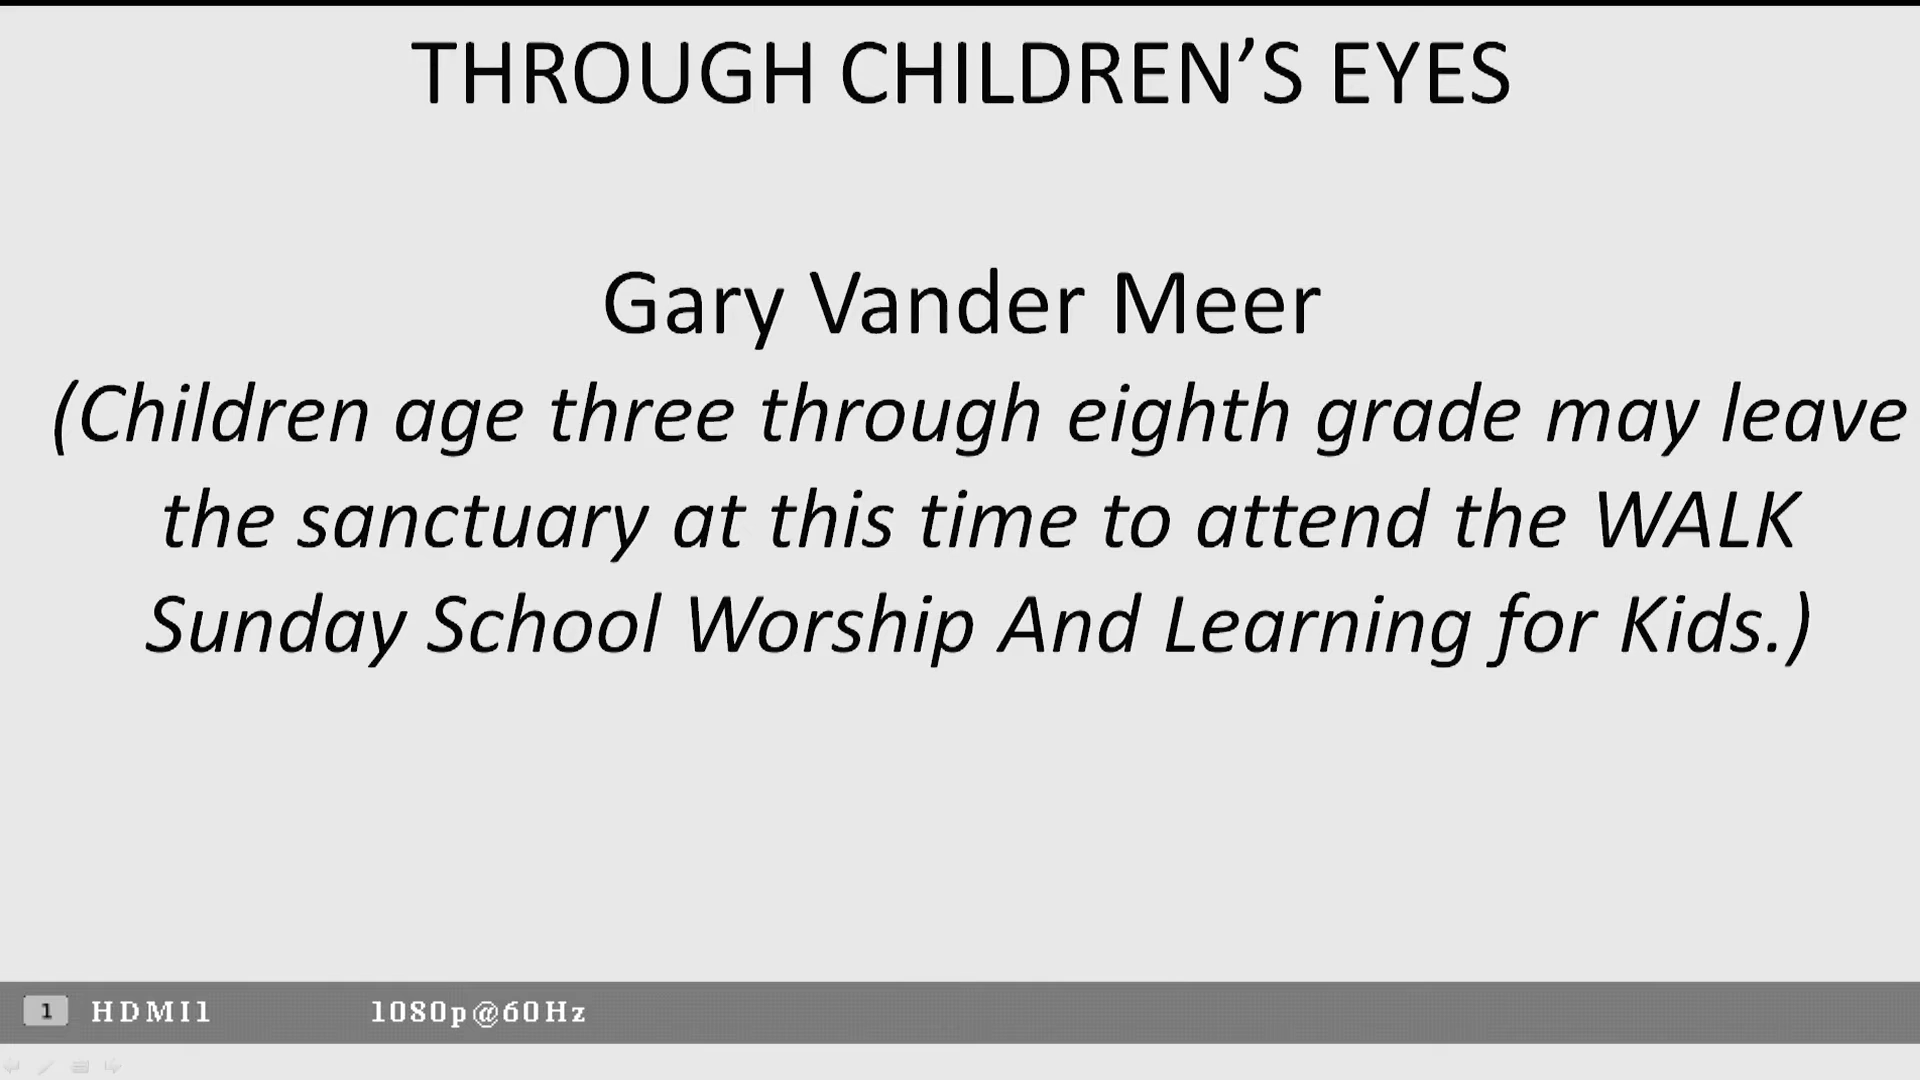 THROUGH CHILDREN’S EYES
Gary Vander Meer
(Children age three through eighth grade may leave
the sanctuary at this time to attend the WALK
Sunday School Worship And Learning for Kids.)
1 HDMI1 1080p@60Hz